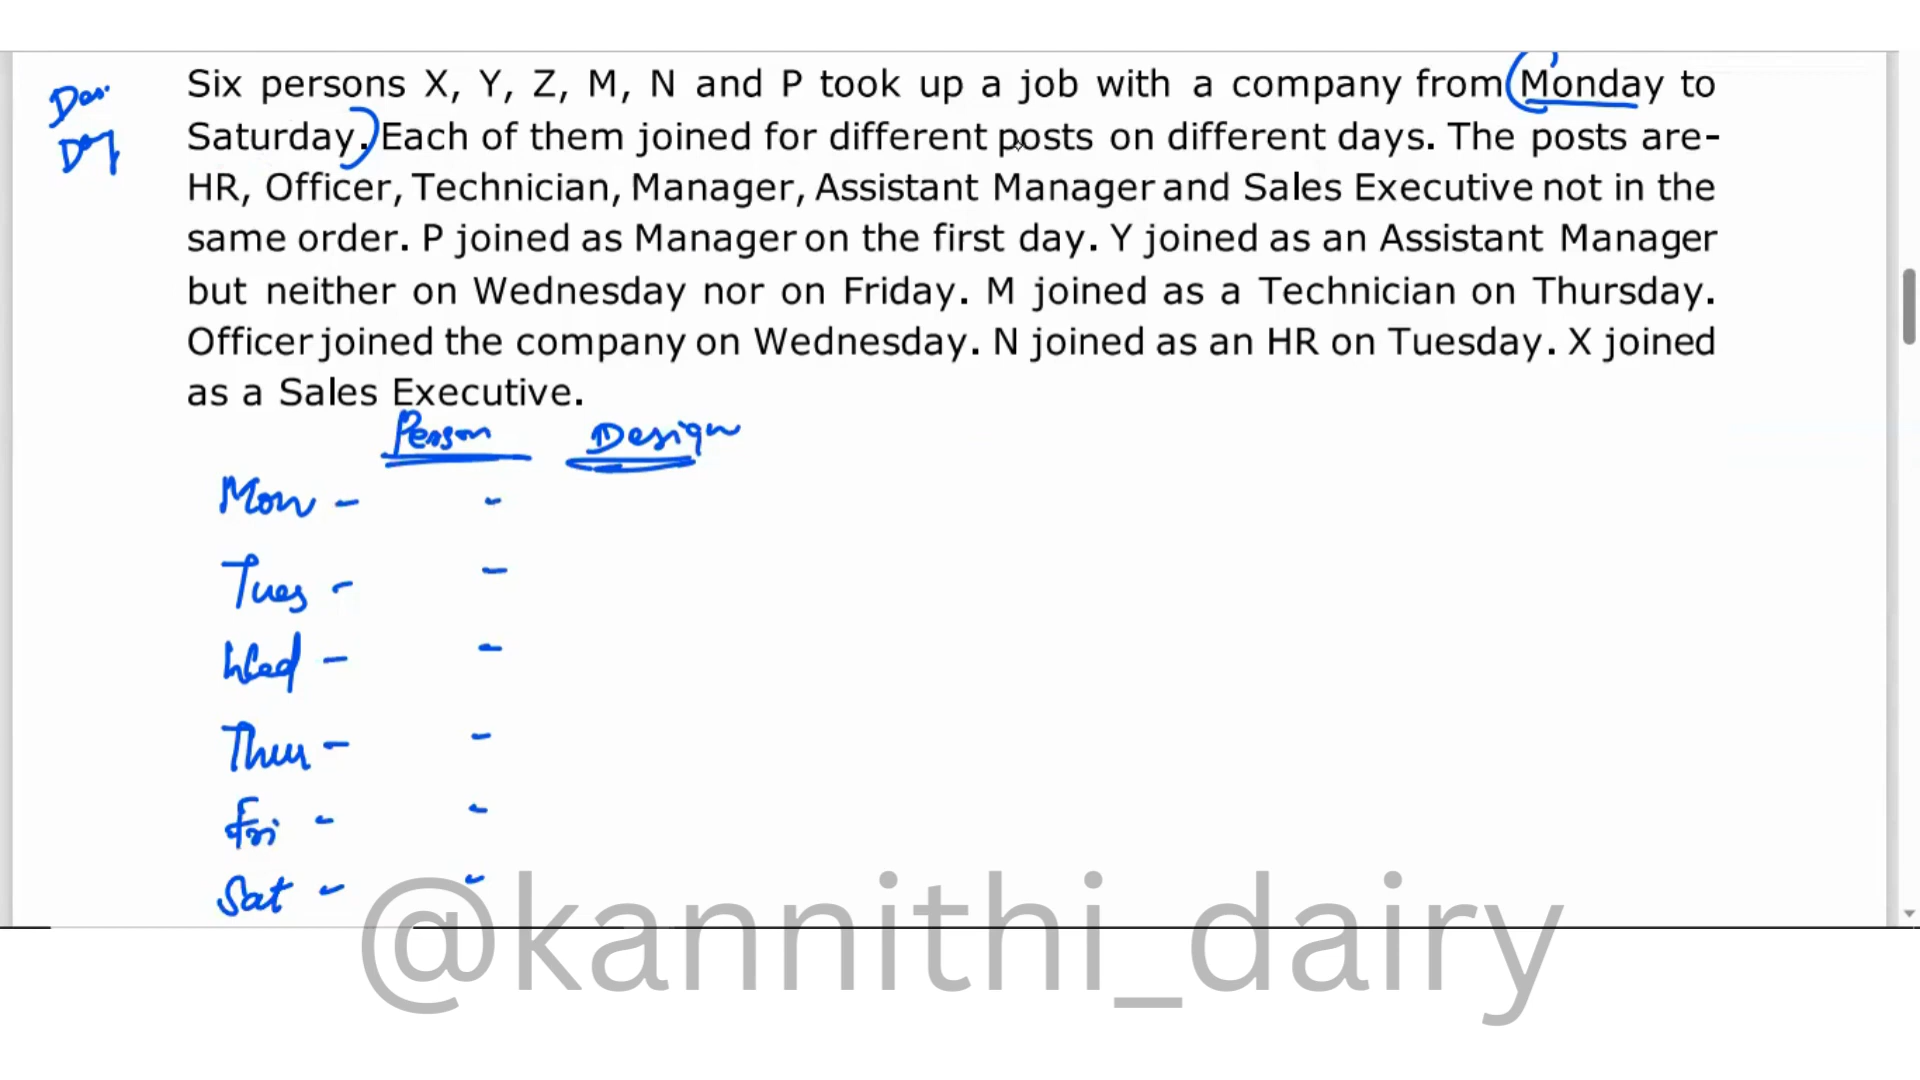 Six persons X, Y, Z, M, N and P took up a job with a company from Monday to
Saturday. Each of them joined for different posts on different days. The posts are-
HR, Officer, Technician, Manager, Assistant Manager and Sales Executive not in the
same order. P joined as Manager on the first day. Y joined as an Assistant Manager
but neither on Wednesday nor on Friday. M joined as a Technician on Thursday.
Officer joined the company on Wednesday. N joined as an HR on Tuesday. X joined
as a Sales Executive.
Person Design
Mon - -
Tues - -
Wed - -
Thur - -
Fri - -
Sat - -
@kannithi_dairy